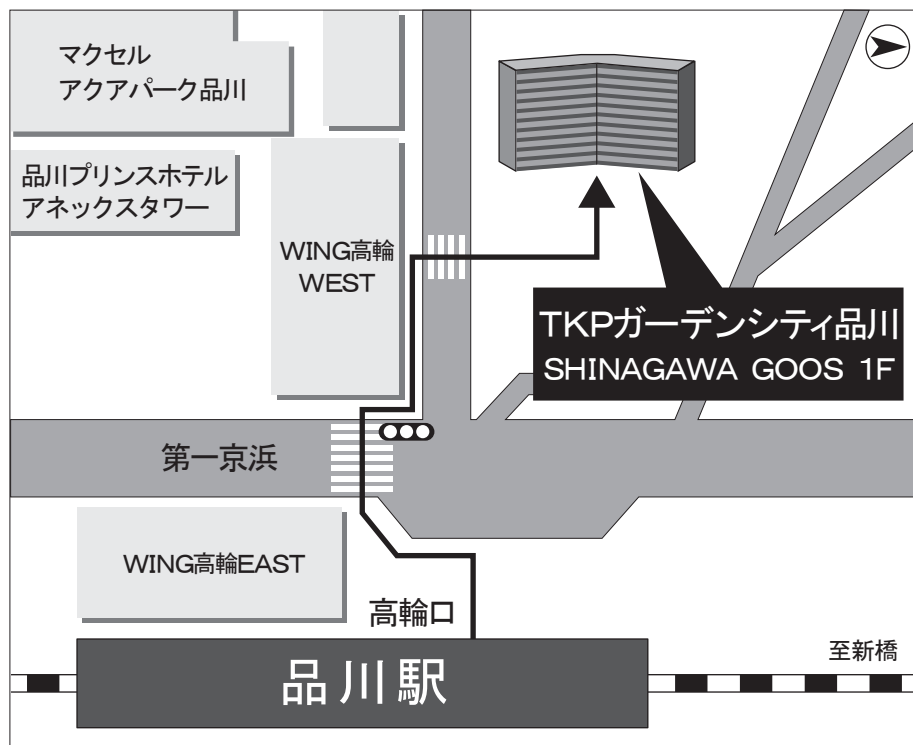 マクセル
アクアパーク品川
品川プリンスホテル
アネックスタワー
WING高輪
WEST
TKPガーデンシティ品川
SHINAGAWA GOOS 1F
第一京浜
WING高輪EAST
高輪口
至新橋
品川駅